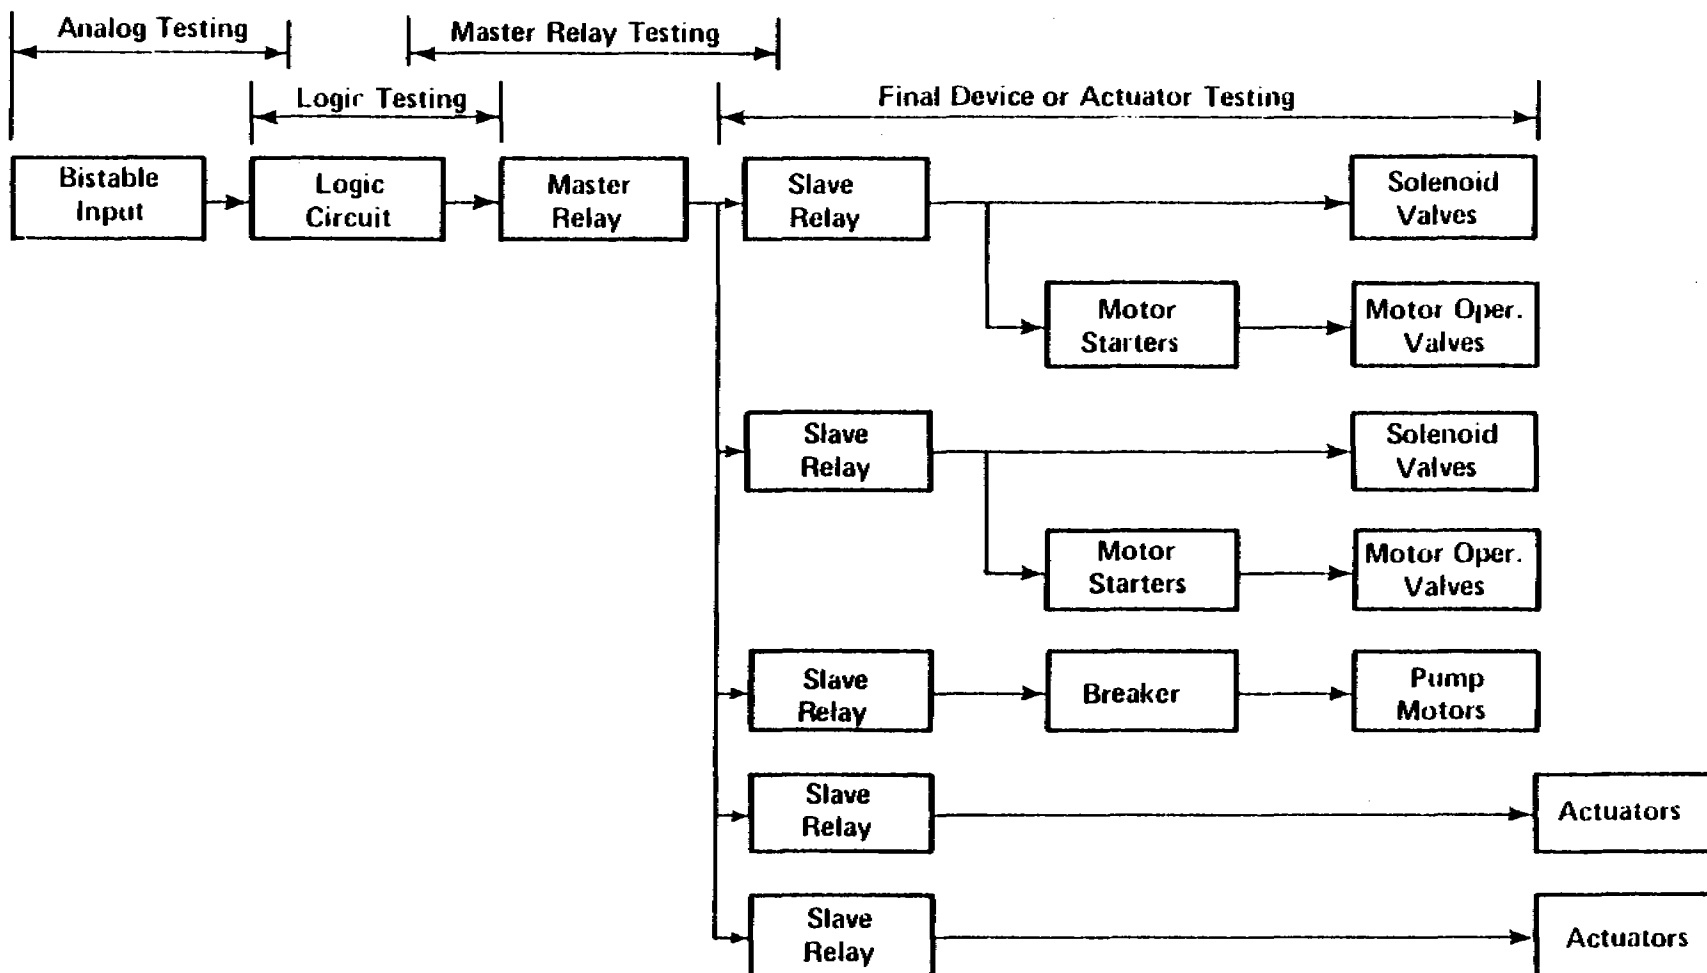 Analog Testing
Master Relay Testing
Logic Testing
Final Device or Actuator Testing
Bistable
Input
Logic
Circuit
Master
Relay
Slave
Relay
Solenoid
Valves
Motor
Starters
Motor Oper.
Valves
Slave
Relay
Solenoid
Valves
Motor
Starters
Motor Oper.
Valves
Slave
Relay
Breaker
Pump
Motors
Slave
Relay
Actuators
Slave
Relay
Actuators